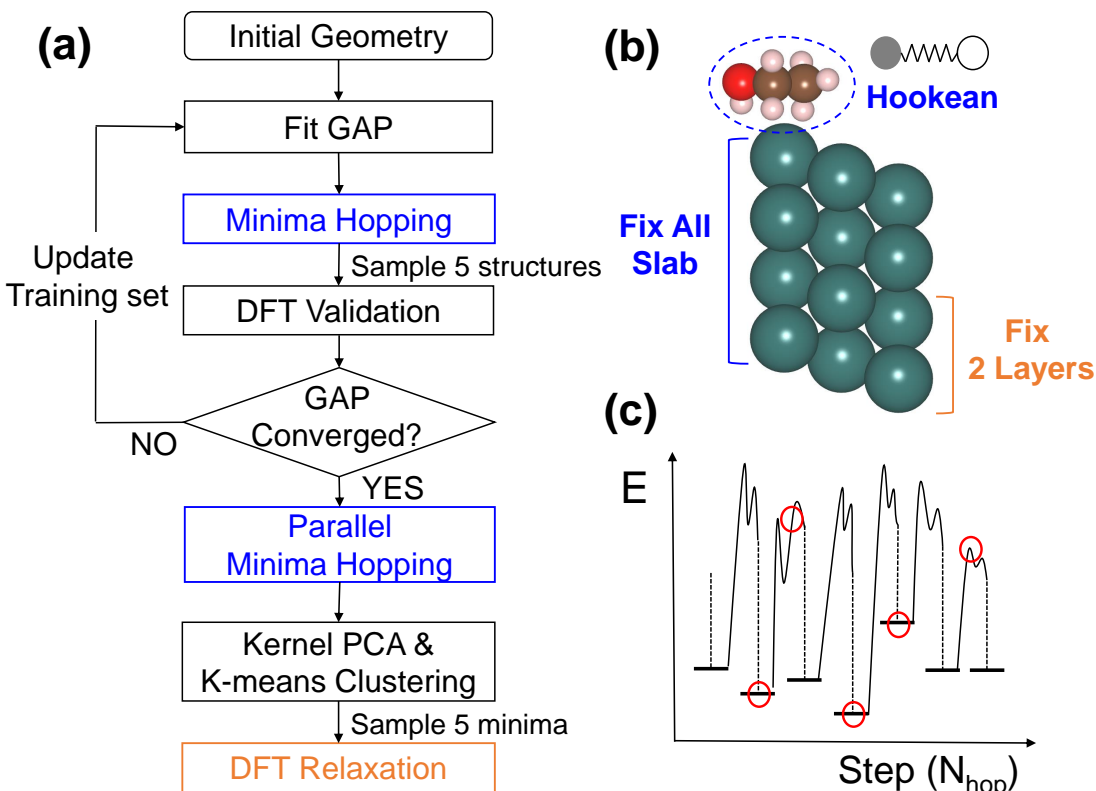 (a)
Initial Geometry
Fit GAP
Minima Hopping
Sample 5 structures
Update
Training set
DFT Validation
GAP
Converged?
NO
YES
Parallel
Minima Hopping
Kernel PCA &
K-means Clustering
Sample 5 minima
DFT Relaxation
(b)
Hookean
Fix All
Slab
Fix
2 Layers
(c)
E
Step (N_hop)